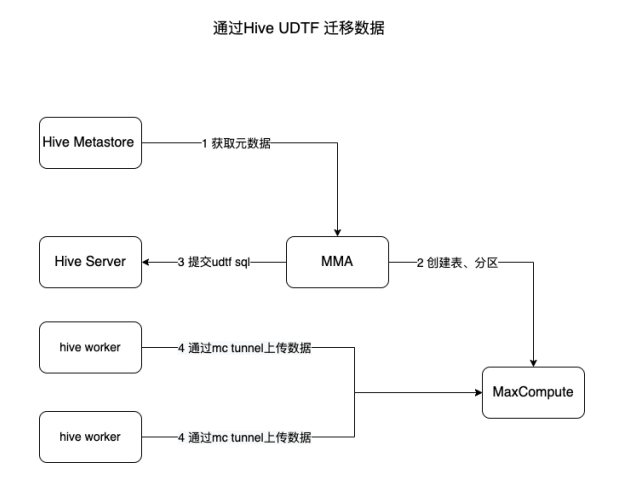 通过Hive UDTF 迁移数据
Hive Metastore
1 获取元数据
Hive Server
3 提交udtf sql
MMA
2 创建表、分区
hive worker
4 通过mc tunnel上传数据
MaxCompute
hive worker
4 通过mc tunnel上传数据